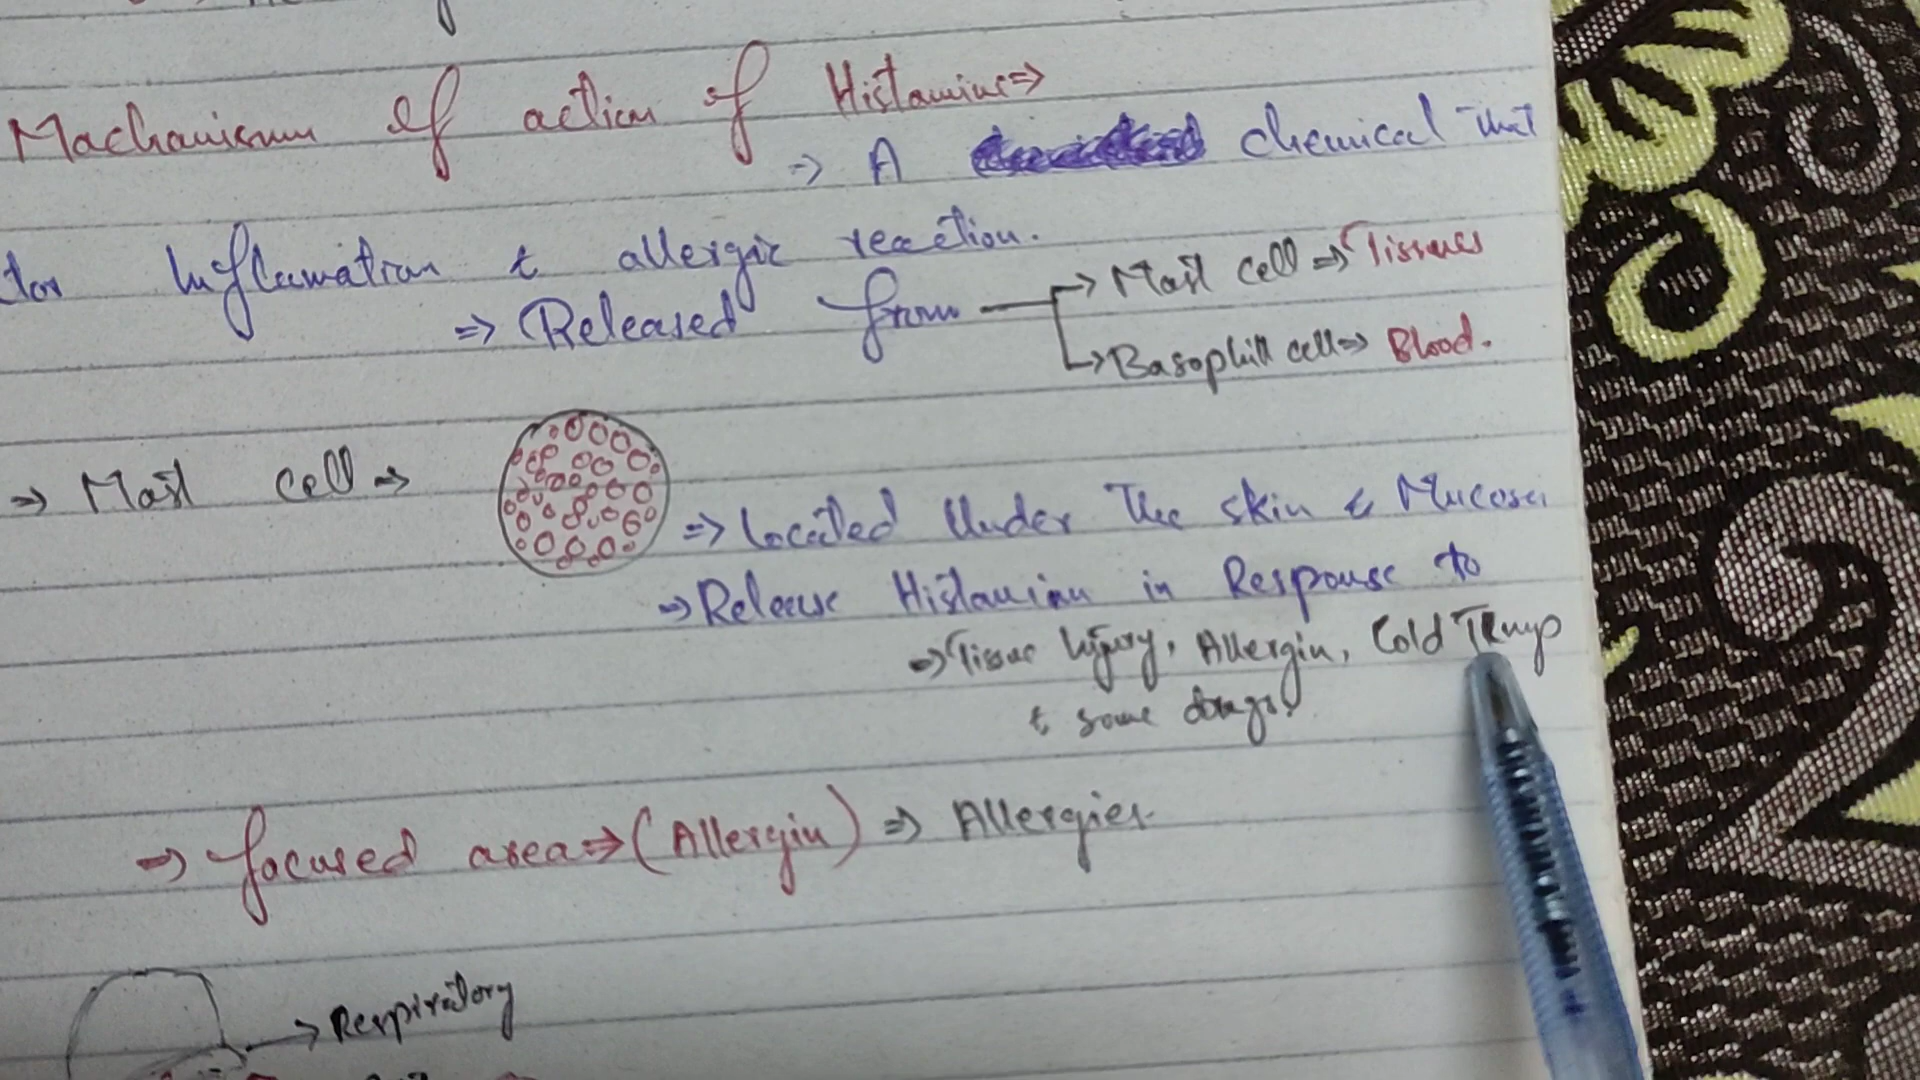 Machanism of action of Histamine⇒
⇒ A chemical that
for Inflamation & allergic reaction.
⇒ Released from → Mast cell ⇒ Tissues
→ Basophill cell ⇒ Blood.
⇒ Mast cell ⇒
⇒ Located Under The skin & Mucosa
⇒ Release Histamine in Response to
⇒ Tissue Injury, Allergin, Cold Temp
& some drugs.
⇒ focused area ⇒ (Allergin) ⇒ Allergies.
→ Respiratory